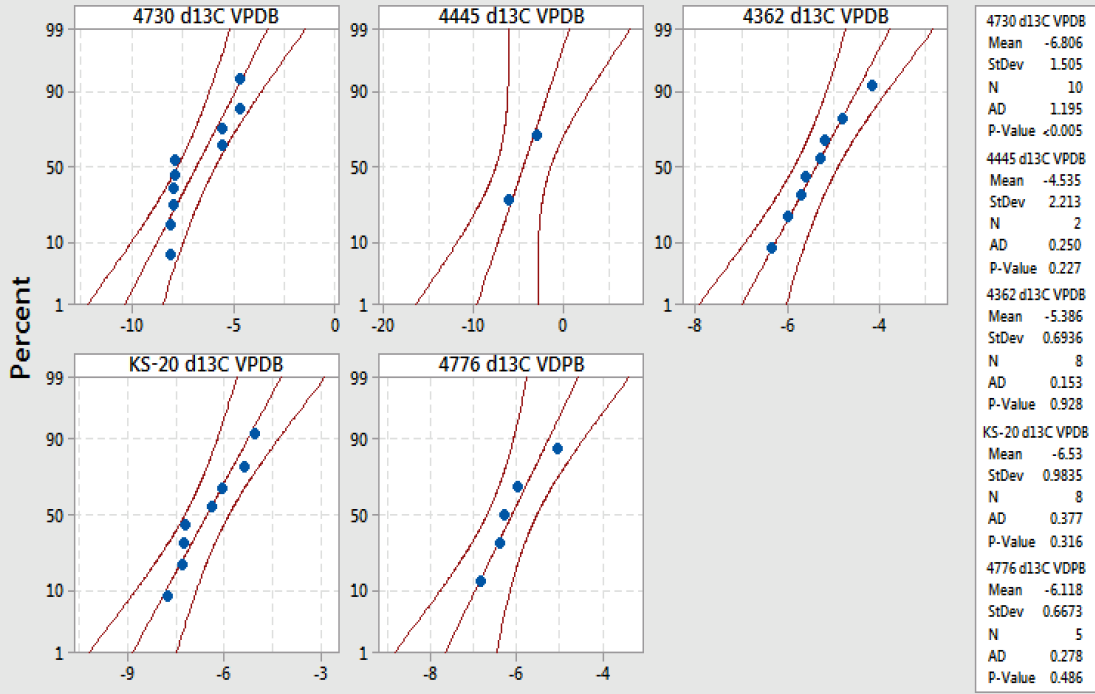 4730 d13C VPDB
4445 d13C VPDB
4362 d13C VPDB
99
90
50
10
1
-10
-5
0
99
90
50
10
1
-20
-10
0
99
90
50
10
1
-8
-6
-4
Percent
KS-20 d13C VPDB
4776 d13C VDPB
99
90
50
10
1
-9
-6
-3
99
90
50
10
1
-8
-6
-4
4730 d13C VPDB
Mean -6.806
StDev 1.505
N 10
AD 1.195
P-Value <0.005
4445 d13C VPDB
Mean -4.535
StDev 2.213
N 2
AD 0.250
P-Value 0.227
4362 d13C VPDB
Mean -5.386
StDev 0.6936
N 8
AD 0.153
P-Value 0.928
KS-20 d13C VPDB
Mean -6.53
StDev 0.9835
N 8
AD 0.377
P-Value 0.316
4776 d13C VDPB
Mean -6.118
StDev 0.6673
N 5
AD 0.278
P-Value 0.486